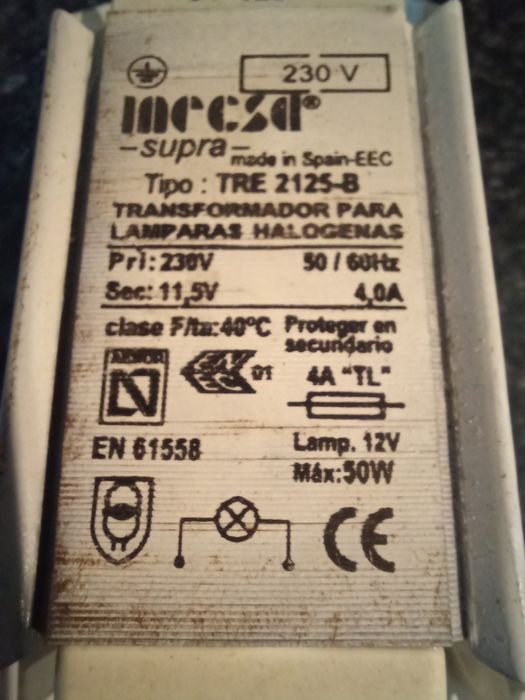 230 V
mecsa®
-supra- made in Spain-EEC
Tipo : TRE 2125-B
TRANSFORMADOR PARA
LAMPARAS HALOGENAS
Pri: 230V 50 / 60Hz
Sec: 11,5V 4,0A
clase F/ta:40ºC Proteger en
secundario
AENOR 01 4A "TL"
N
EN 61558 Lamp. 12V
Máx:50W
CE